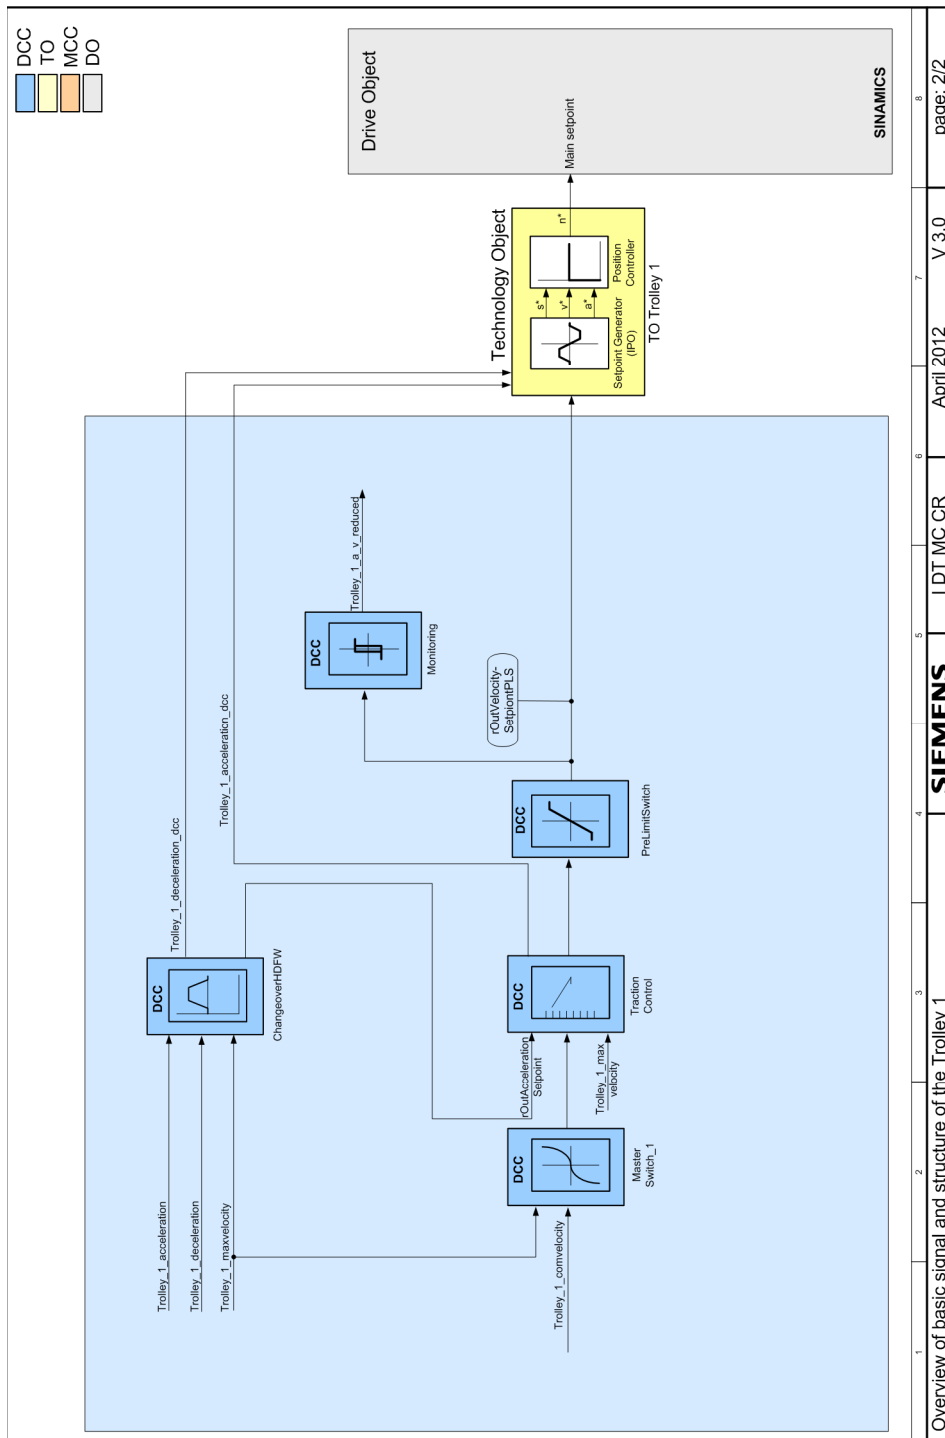 DCC
TO
MCC
DO
Drive Object
Main setpoint
SINAMICS
Technology Object
n*
s*
v*
a*
Setpoint Generator
(IPO)
Position
Controller
TO Trolley 1
Trolley_1_deceleration_dcc
Trolley_1_acceleration_dcc
Trolley_1_a_v_reduced
DCC
Monitoring
rOutVelocity-
SetpiontPLS
DCC
PreLimitSwitch
DCC
ChangeoverHDFW
DCC
Traction
Control
rOutAcceleration
Setpoint
Trolley_1_max
velocity
DCC
Master
Switch_1
Trolley_1_acceleration
Trolley_1_deceleration
Trolley_1_maxvelocity
Trolley_1_comvelocity
1
2
3
4
5
6
7
8
Overview of basic signal and structure of the Trolley 1
SIEMENS
I DT MC CR
April 2012
V 3.0
page: 2/2